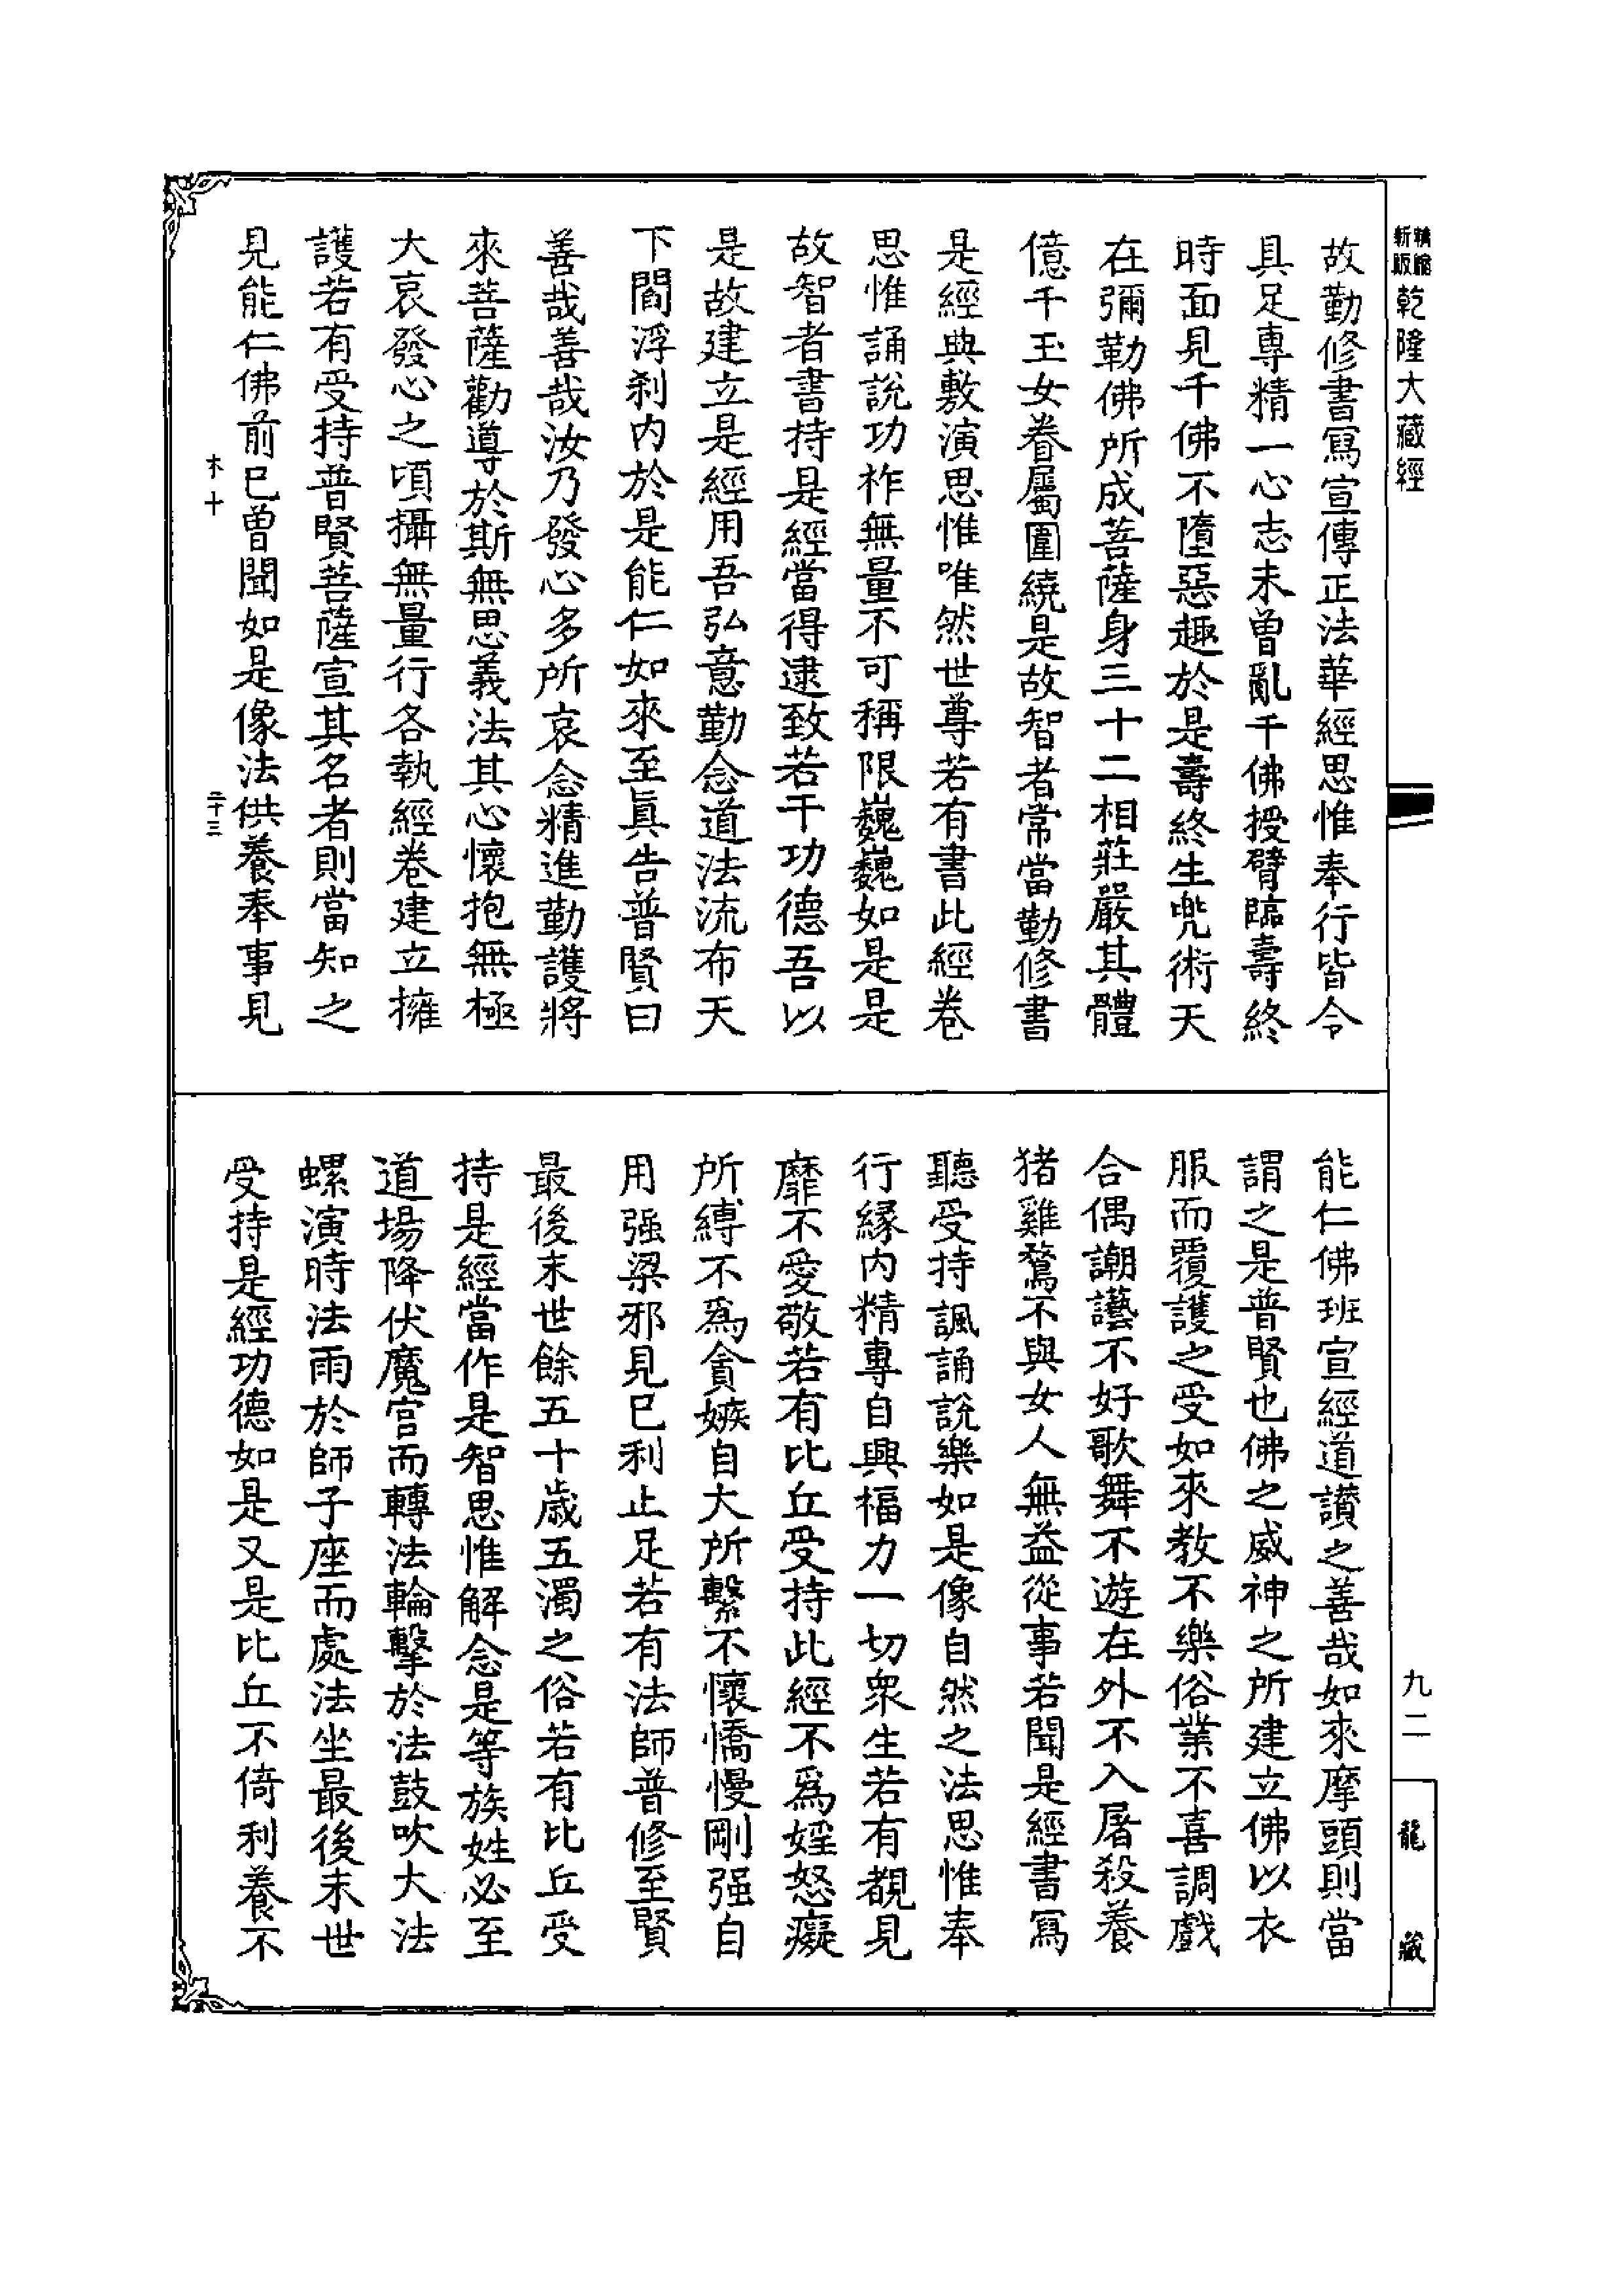 精縮新版乾隆大藏經
故勤修書寫宣傳正法華經思惟奉行皆令
具足專精一心志未曾亂千佛授臂臨壽終
時面見千佛不墮惡趣於是壽終生兜術天
在彌勒佛所成菩薩身三十二相莊嚴其體
億千玉女眷屬圍繞是故智者常當勤修書
是經典敷演思惟唯然世尊若有書此經卷
思惟誦說功祚無量不可稱限巍巍如是是
故智者書持是經當得逮致若干功德吾以
是故建立是經用吾弘意勤念道法流布天
下閻浮利內於是能仁如來至真告普賢曰
善哉善哉汝乃發心多所哀念精進勤護將
來菩薩勸導於斯無思義法其心懷抱無極
大哀發心之頃攝無量行各執經卷建立擁
護若有受持普賢菩薩宣其名者則當知之
見能仁佛前已曾聞如是像法供養奉事見
木十 二十三
能仁佛班宣經道讚之善哉如來摩頭則當
謂之是普賢也佛之威神之所建立佛以衣
服而覆護之受如來教不樂俗業不喜調戲
合偶謿讛不好歌舞不遊在外不入屠殺養
猪雞鶩不與女人無益從事若聞是經書寫
聽受持諷誦說樂如是像自然之法思惟奉
行緣內精專自興福力一切眾生若有覩見
靡不愛敬若有比丘受持此經不為婬怒癡
所縛不為貪嫉自大所繫不懷憍慢剛强自
用强梁邪見已利止足若有法師普修至賢
最後末世餘五十歲五濁之俗若有比丘受
持是經當作是智思惟解念是等族姓必至
道場降伏魔官而轉法輪擊於法鼓吹大法
螺演時法雨於師子座而處法坐最後末世
受持是經功德如是又是比丘不倚利養不
九二
龍藏